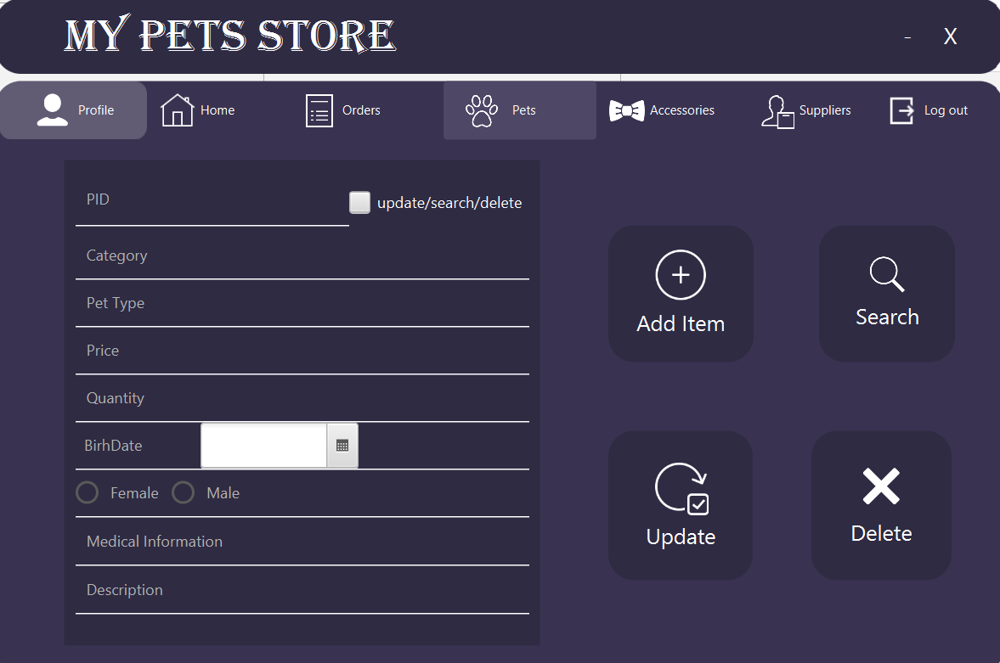 MY PETS STORE
- X
Profile Home Orders Pets Accessories Suppliers Log out
PID
update/search/delete
Category
Pet Type
Price
Quantity
BirhDate
Female Male
Medical Information
Description
Add Item
Search
Update
Delete